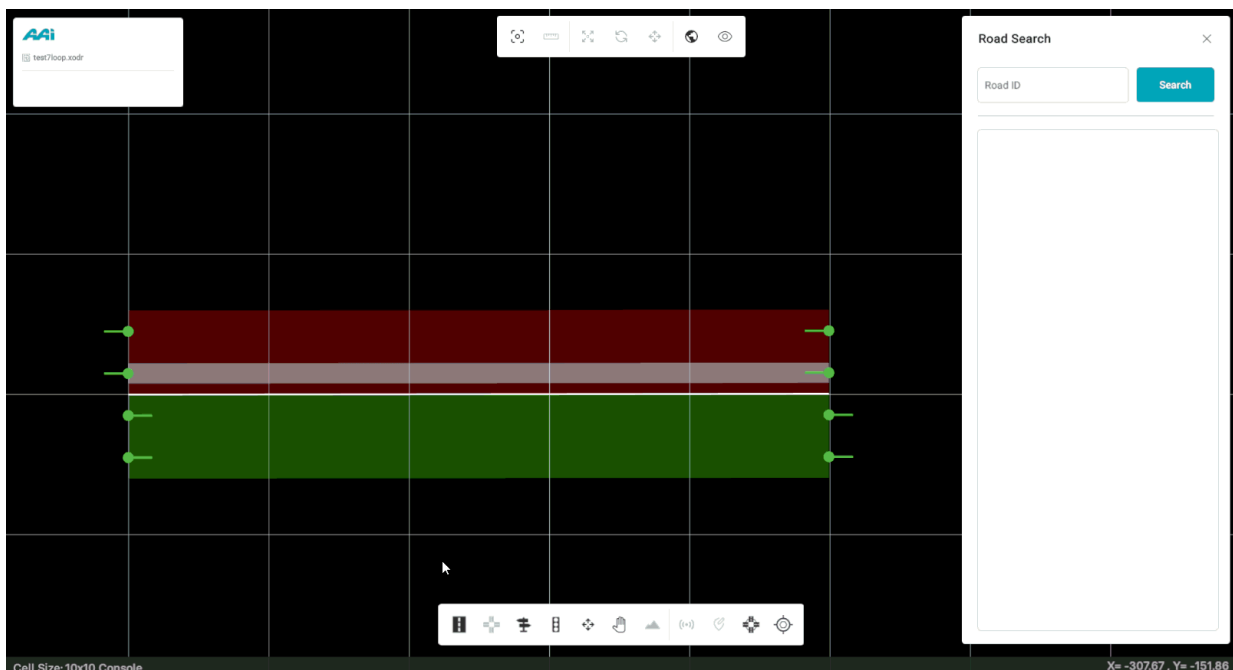 AAi
test7loop.xodr
Road Search
Road ID
Search
Cell Size: 10x10 Console
X= -307.67 , Y= -151.86